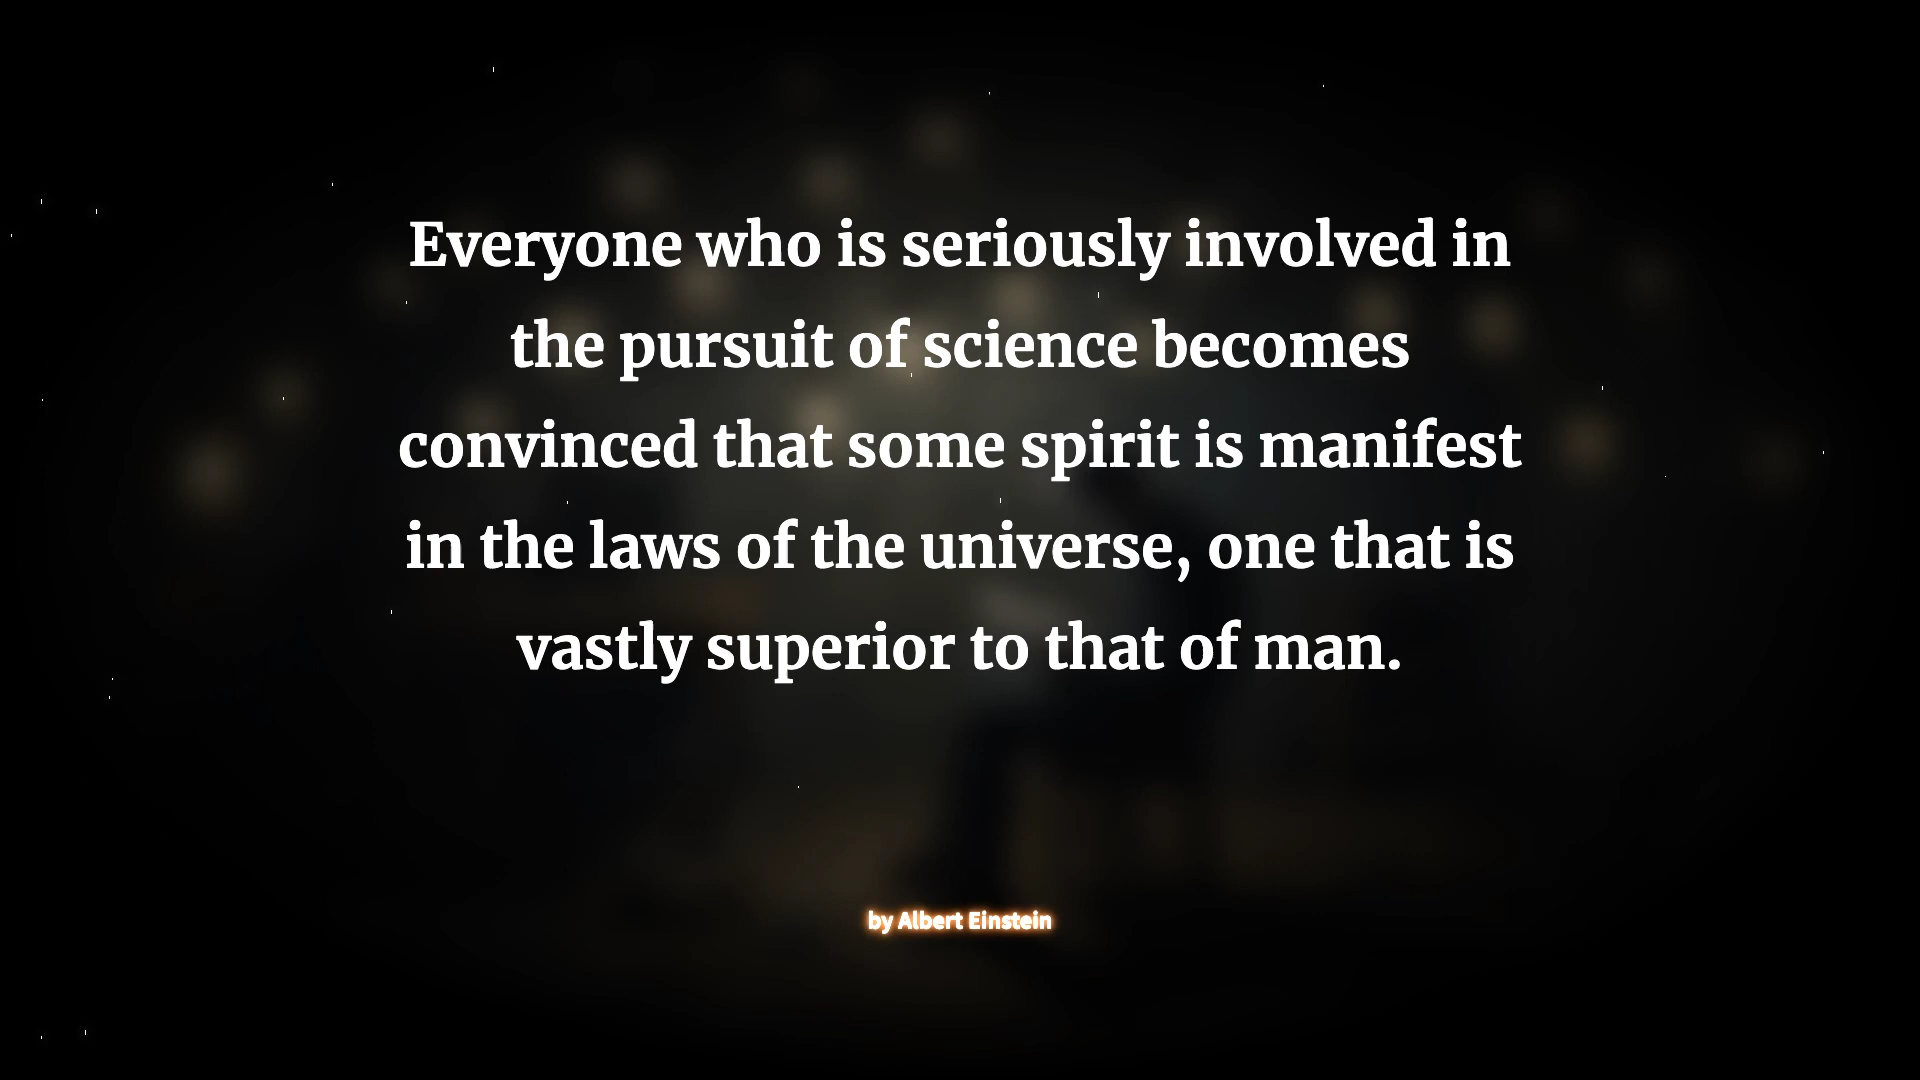 Everyone who is seriously involved in
the pursuit of science becomes
convinced that some spirit is manifest
in the laws of the universe, one that is
vastly superior to that of man.
by Albert Einstein